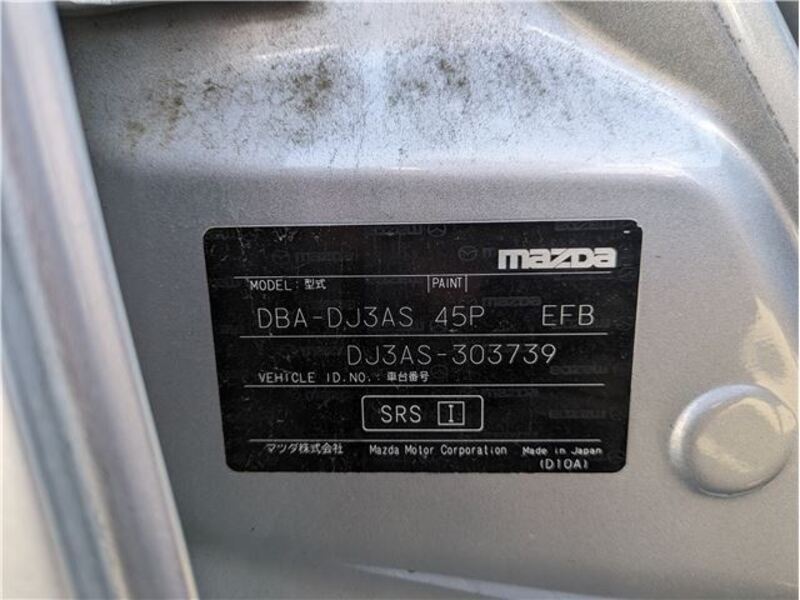 mazda
MODEL: 型式 PAINT
DBA-DJ3AS 45P EFB
DJ3AS-303739
VEHICLE ID.NO.: 車台番号
SRS I
マツダ株式会社 Mazda Motor Corporation Made in Japan
(D10A)